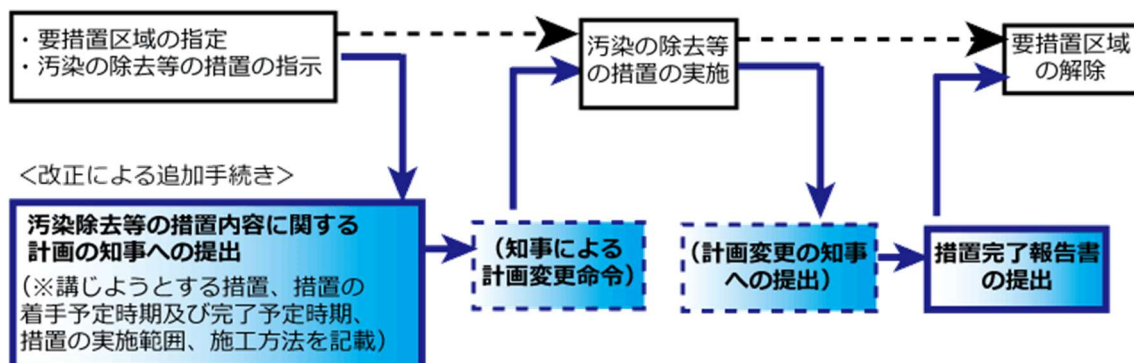 ・要措置区域の指定
・汚染の除去等の措置の指示
汚染の除去等
の措置の実施
要措置区域
の解除
<改正による追加手続き>
汚染除去等の措置内容に関する
計画の知事への提出
(※講じようとする措置、措置の
着手予定時期及び完了予定時期、
措置の実施範囲、施工方法を記載)
(知事による
計画変更命令)
(計画変更の知事
への提出)
措置完了報告書
の提出